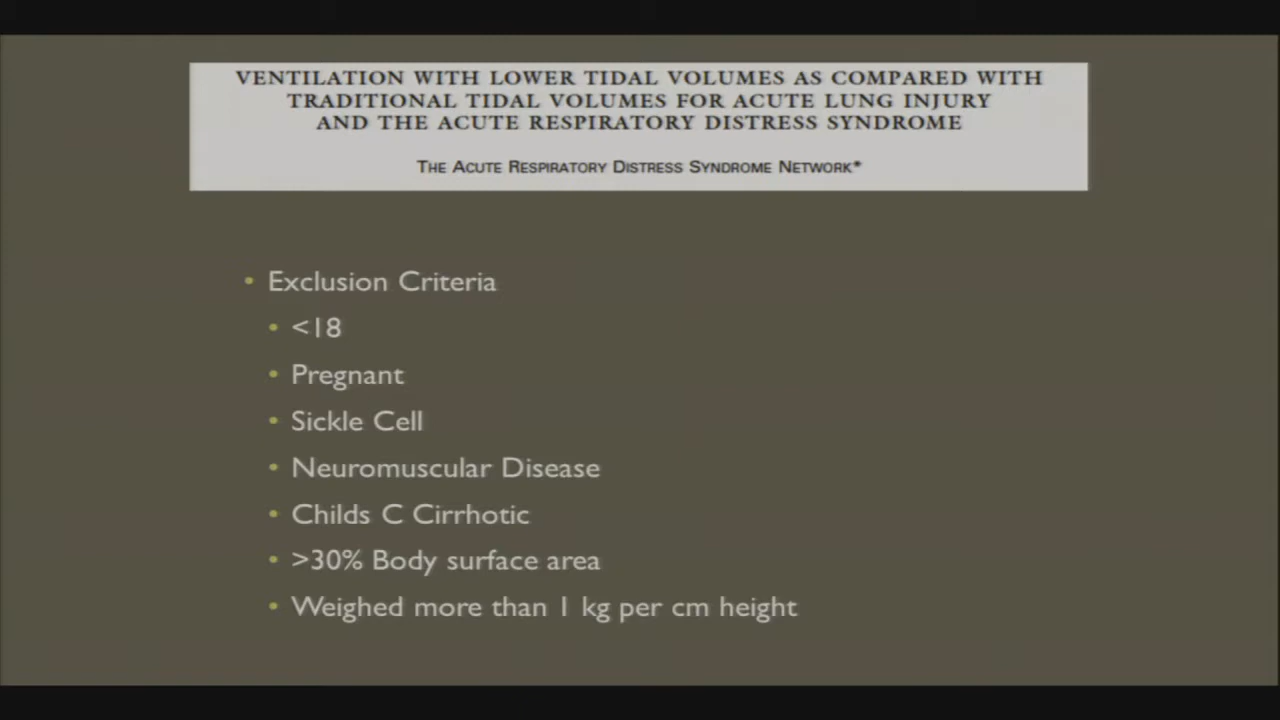 VENTILATION WITH LOWER TIDAL VOLUMES AS COMPARED WITH
TRADITIONAL TIDAL VOLUMES FOR ACUTE LUNG INJURY
AND THE ACUTE RESPIRATORY DISTRESS SYNDROME
THE ACUTE RESPIRATORY DISTRESS SYNDROME NETWORK*
• Exclusion Criteria
• <18
• Pregnant
• Sickle Cell
• Neuromuscular Disease
• Childs C Cirrhotic
• >30% Body surface area
• Weighed more than 1 kg per cm height